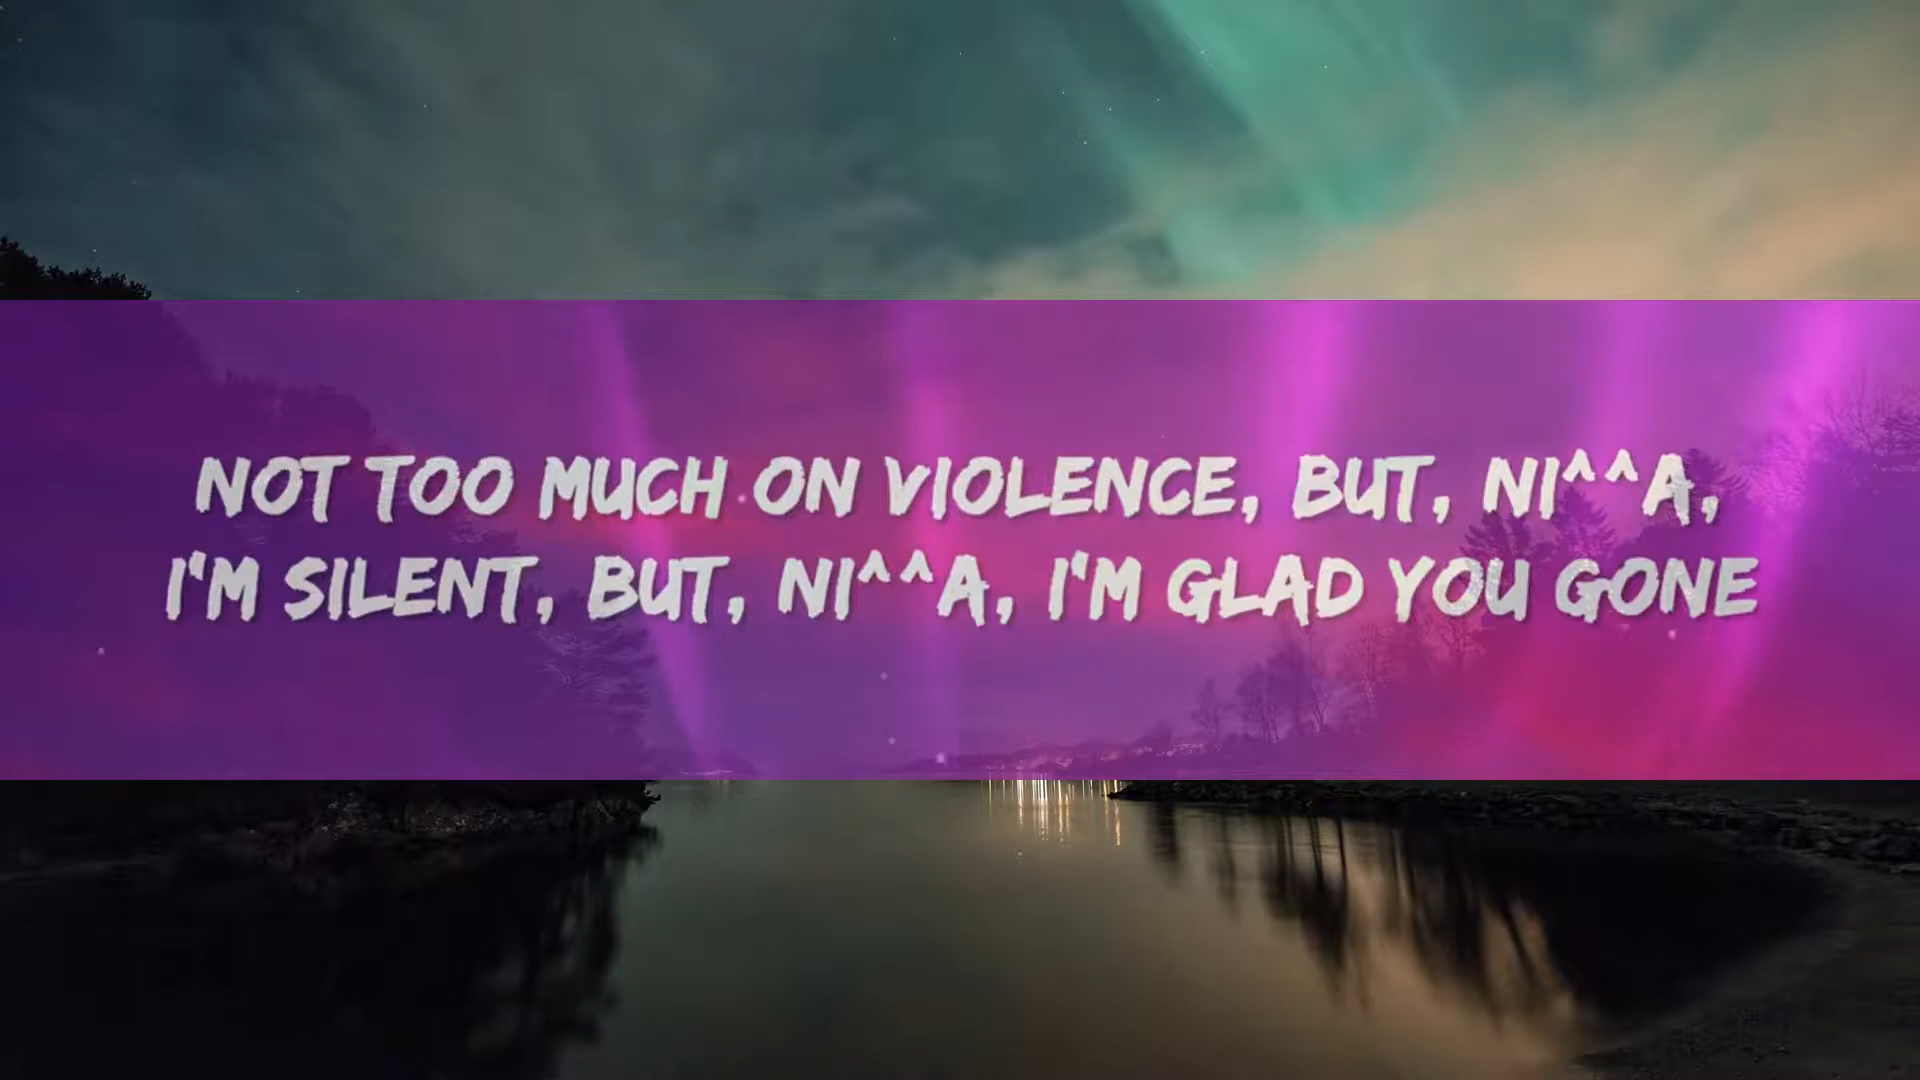 NOT TOO MUCH ON VIOLENCE, BUT, NI^^A,
I'M SILENT, BUT, NI^^A, I'M GLAD YOU GONE